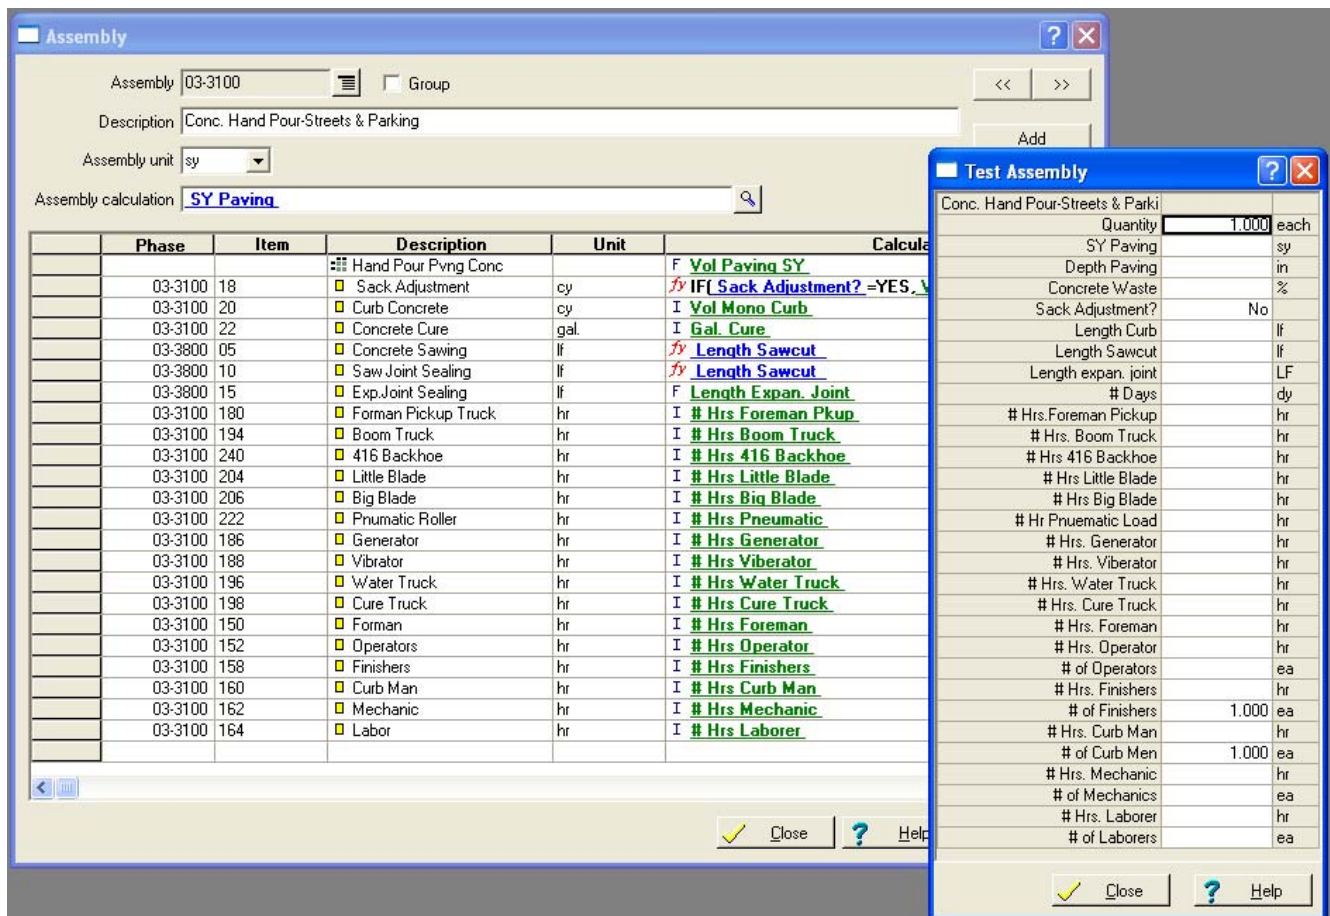 Assembly
Assembly 03-3100 Group << >>
Description Conc. Hand Pour-Streets & Parking
Add
Assembly unit sy
Assembly calculation SY Paving
Phase Item Description Unit Calcula
Hand Pour Pvng Conc F Vol Paving SY
03-3100 18 Sack Adjustment cy fy IF( Sack Adjustment? =YES, V
03-3100 20 Curb Concrete cy I Vol Mono Curb
03-3100 22 Concrete Cure gal. I Gal. Cure
03-3800 05 Concrete Sawing lf fy Length Sawcut
03-3800 10 Saw Joint Sealing lf fy Length Sawcut
03-3800 15 Exp.Joint Sealing lf F Length Expan. Joint
03-3100 180 Forman Pickup Truck hr I # Hrs Foreman Pkup
03-3100 194 Boom Truck hr I # Hrs Boom Truck
03-3100 240 416 Backhoe hr I # Hrs 416 Backhoe
03-3100 204 Little Blade hr I # Hrs Little Blade
03-3100 206 Big Blade hr I # Hrs Big Blade
03-3100 222 Pnumatic Roller hr I # Hrs Pneumatic
03-3100 186 Generator hr I # Hrs Generator
03-3100 188 Vibrator hr I # Hrs Viberator
03-3100 196 Water Truck hr I # Hrs Water Truck
03-3100 198 Cure Truck hr I # Hrs Cure Truck
03-3100 150 Forman hr I # Hrs Foreman
03-3100 152 Operators hr I # Hrs Operator
03-3100 158 Finishers hr I # Hrs Finishers
03-3100 160 Curb Man hr I # Hrs Curb Man
03-3100 162 Mechanic hr I # Hrs Mechanic
03-3100 164 Labor hr I # Hrs Laborer
Close Help
Test Assembly
Conc. Hand Pour-Streets & Parki
Quantity 1.000 each
SY Paving sy
Depth Paving in
Concrete Waste %
Sack Adjustment? No
Length Curb lf
Length Sawcut lf
Length expan. joint LF
# Days dy
# Hrs.Foreman Pickup hr
# Hrs. Boom Truck hr
# Hrs 416 Backhoe hr
# Hrs Little Blade hr
# Hrs Big Blade hr
# Hr Pnuematic Load hr
# Hrs. Generator hr
# Hrs. Viberator hr
# Hrs. Water Truck hr
# Hrs. Cure Truck hr
# Hrs. Foreman hr
# Hrs. Operator hr
# of Operators ea
# Hrs. Finishers hr
# of Finishers 1.000 ea
# Hrs. Curb Man hr
# of Curb Men 1.000 ea
# Hrs. Mechanic hr
# of Mechanics ea
# Hrs. Laborer hr
# of Laborers ea
Close Help